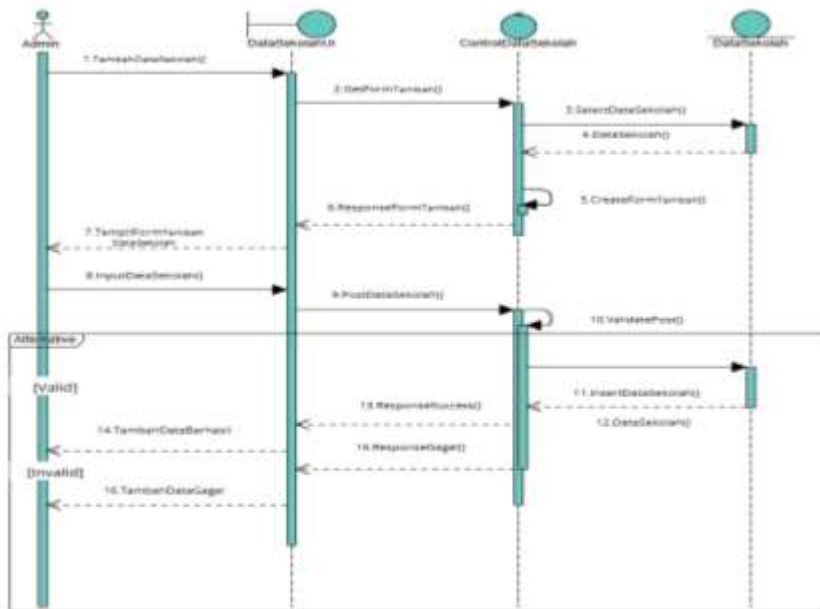 Admin
DataSekolahUi
ControlDataSekolah
DataSekolah
1.TambahDataSekolah()
2.GetFormTambah()
3.SelectDataSekolah()
4.DataSekolah()
5.CreateFormTambah()
6.ResponseFormTambah()
7.TampilFormTambah
DataSekolah
8.InputDataSekolah()
9.PostDataSekolah()
10.ValidatePost()
Alternative
[Valid]
11.InsertDataSekolah()
13.ResponseSuccess()
12.DataSekolah()
14.TambahDataBerhasil
15.ResponseGagal()
[Invalid]
16.TambahDataGagal